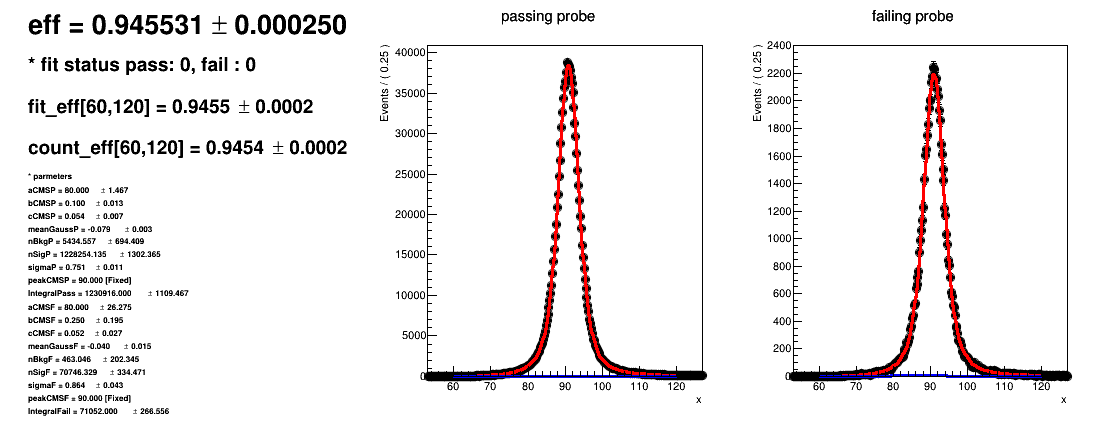 eff = 0.945531 ± 0.000250
* fit status pass: 0, fail : 0
fit_eff[60,120] = 0.9455 ± 0.0002
count_eff[60,120] = 0.9454 ± 0.0002
* parmeters
aCMSP = 80.000 ± 1.467
bCMSP = 0.100 ± 0.013
cCMSP = 0.054 ± 0.007
meanGaussP = -0.079 ± 0.003
nBkgP = 5434.557 ± 694.409
nSigP = 1228254.135 ± 1302.365
sigmaP = 0.751 ± 0.011
peakCMSP = 90.000 [Fixed]
IntegralPass = 1230916.000 ± 1109.467
aCMSF = 80.000 ± 26.275
bCMSF = 0.250 ± 0.195
cCMSF = 0.052 ± 0.027
meanGaussF = -0.040 ± 0.015
nBkgF = 463.046 ± 202.345
nSigF = 70746.329 ± 334.471
sigmaF = 0.864 ± 0.043
peakCMSF = 90.000 [Fixed]
IntegralFail = 71052.000 ± 266.556
passing probe
Events / ( 0.25 )
40000
35000
30000
25000
20000
15000
10000
5000
0
60 70 80 90 100 110 120
x
failing probe
Events / ( 0.25 )
2400
2200
2000
1800
1600
1400
1200
1000
800
600
400
200
0
60 70 80 90 100 110 120
x